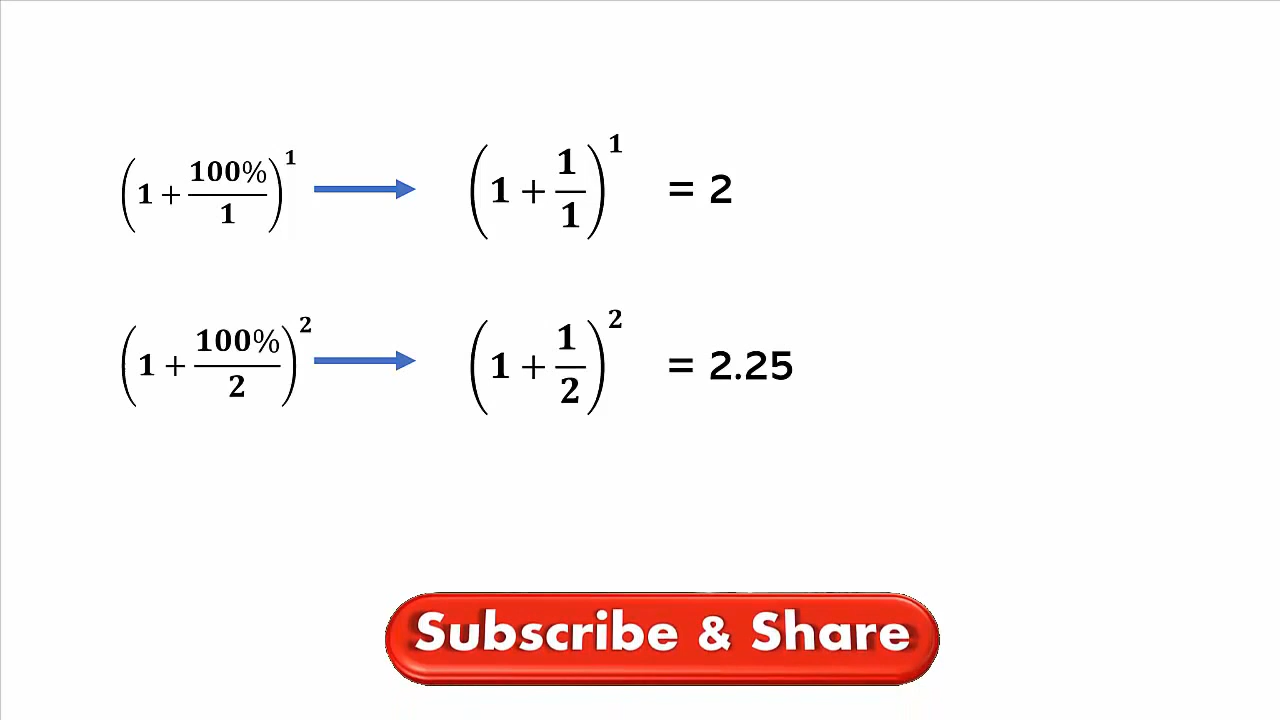 (1 + 100%/1)^1 → (1 + 1/1)^1 = 2
(1 + 100%/2)^2 → (1 + 1/2)^2 = 2.25
Subscribe & Share